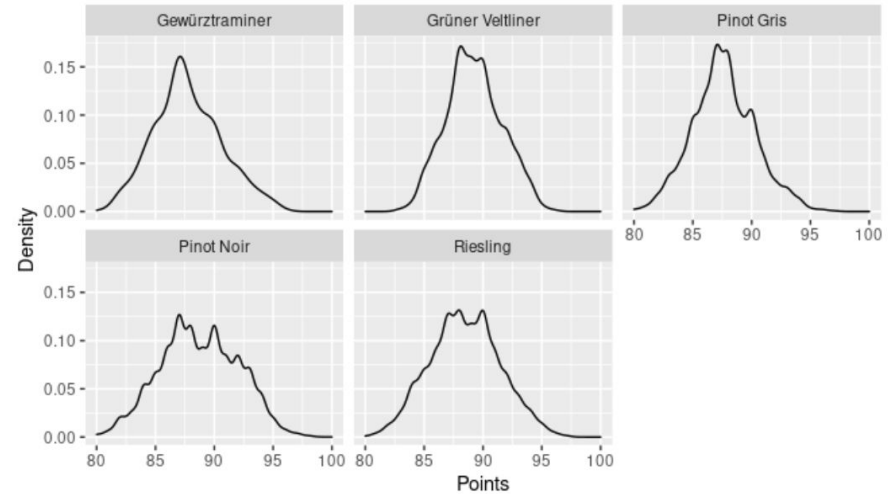 Gewürztraminer
Grüner Veltliner
Pinot Gris
0.15
0.10
0.05
0.00
80 85 90 95 100
Pinot Noir
Riesling
0.15
0.10
0.05
0.00
80 85 90 95 100
80 85 90 95 100
Density
Points